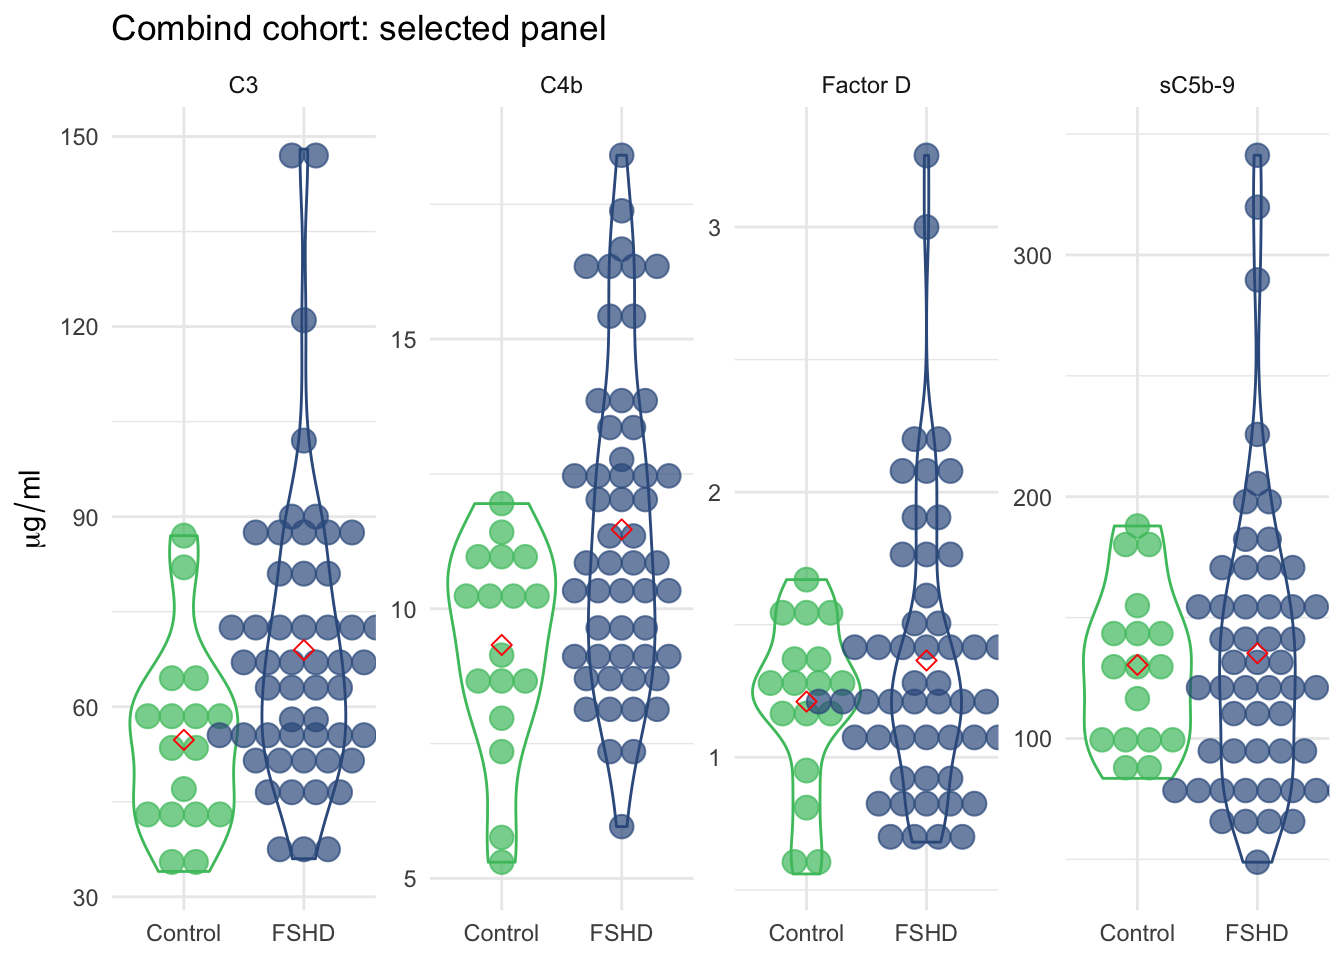 Combind cohort: selected panel
C3
C4b
Factor D
sC5b-9
μg/ml
150
120
90
60
30
15
10
5
3
2
1
300
200
100
Control FSHD
Control FSHD
Control FSHD
Control FSHD